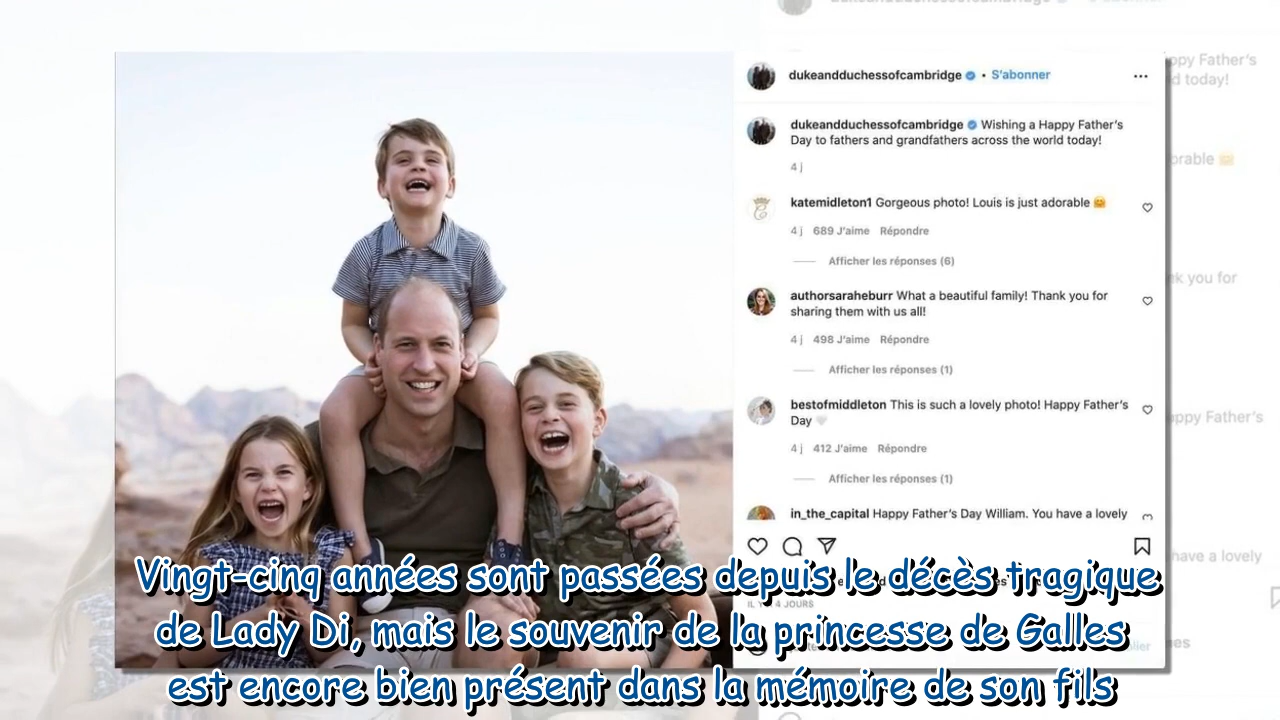 dukeandduchessofcambridge • S'abonner
dukeandduchessofcambridge Wishing a Happy Father's
Day to fathers and grandfathers across the world today!
4 j
katemidleton1 Gorgeous photo! Louis is just adorable 🤗
4 j 689 J'aime Répondre
Afficher les réponses (6)
authorsaraheburr What a beautiful family! Thank you for
sharing them with us all!
4 j 498 J'aime Répondre
Afficher les réponses (1)
bestofmiddleton This is such a lovely photo! Happy Father's
Day 🤍
4 j 412 J'aime Répondre
Afficher les réponses (1)
in_the_capital Happy Father's Day William. You have a lovely
4 JOURS
Vingt-cinq années sont passées depuis le décès tragique
de Lady Di, mais le souvenir de la princesse de Galles
est encore bien présent dans la mémoire de son fils